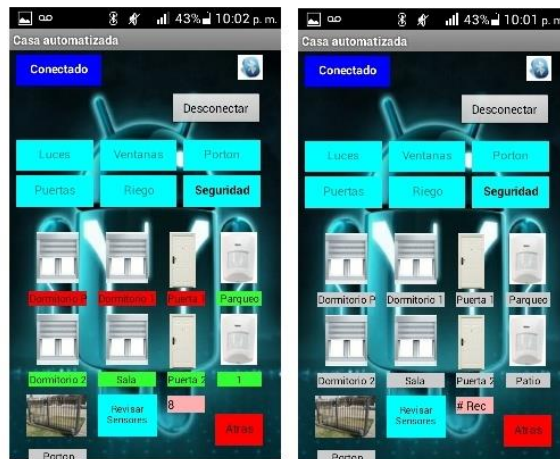 43% 10:02 p. m.
Casa automatizada
Conectado
Desconectar
Luces Ventanas Porton
Puertas Riego Seguridad
Dormitorio P Dormitorio 1 Puerta 1 Parqueo
Dormitorio 2 Sala Puerta 2 1
Revisar
Sensores
8
Atras
Porton
43% 10:01 p. m
Casa automatizada
Conectado
Desconectar
Luces Ventanas Porton
Puertas Riego Seguridad
Dormitorio P Dormitorio 1 Puerta 1 Parqueo
Dormitorio 2 Sala Puerta 2 Patio
Revisar
Sensores
# Rec
Atras
Porton